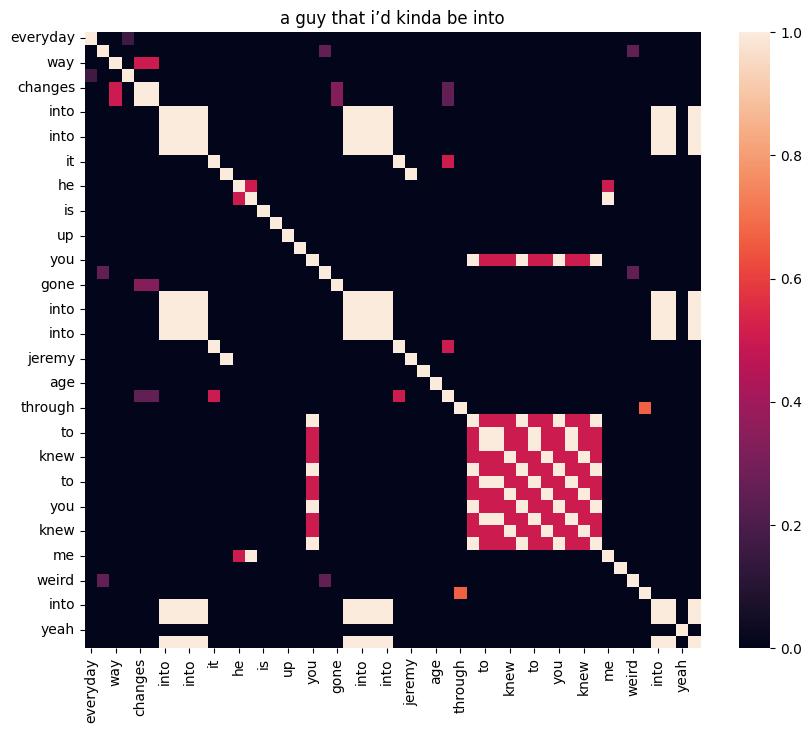 a guy that i’d kinda be into
everyday
way
changes
into
into
it
he
is
up
you
gone
into
into
jeremy
age
through
to
knew
to
you
knew
me
weird
into
yeah
everyday
way
changes
into
into
it
he
is
up
you
gone
into
into
jeremy
age
through
to
knew
to
you
knew
me
weird
into
yeah
1.0
0.8
0.6
0.4
0.2
0.0